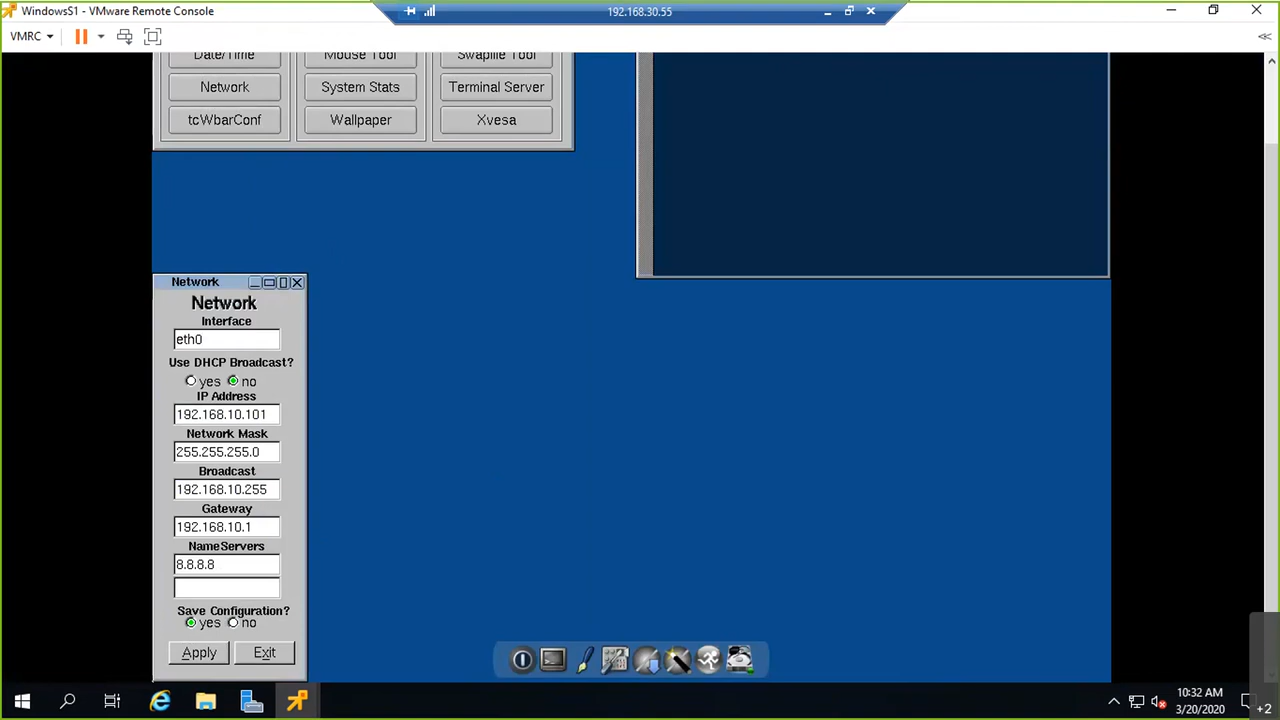 WindowsS1 - VMware Remote Console
192.168.30.55
VMRC
Date/Time
Mouse Tool
Swapfile Tool
Network
System Stats
Terminal Server
tcWbarConf
Wallpaper
Xvesa
Network
Network
Interface
eth0
Use DHCP Broadcast?
yes no
IP Address
192.168.10.101
Network Mask
255.255.255.0
Broadcast
192.168.10.255
Gateway
192.168.10.1
NameServers
8.8.8.8
Save Configuration?
yes no
Apply Exit
10:32 AM
3/20/2020
+2